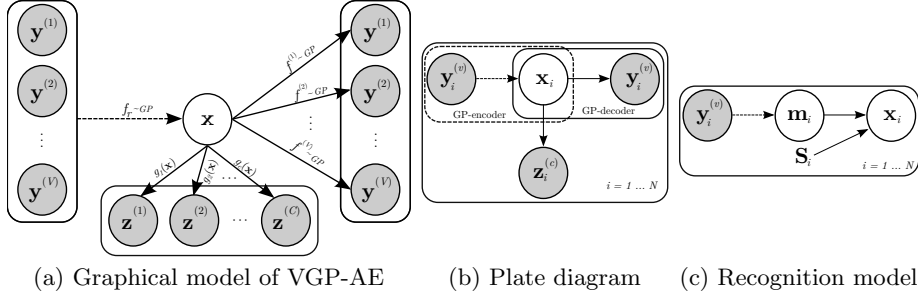 y^(1)
y^(2)
⋮
y^(V)
f_r ~GP
x
f^(1) ~GP
f^(2) ~GP
⋮
f^(V) ~GP
y^(1)
y^(2)
⋮
y^(V)
g_1(x)
g_2(x)
...
g_c(x)
z^(1)
z^(2)
...
z^(C)
(a) Graphical model of VGP-AE
y_i^(v)
x_i
y_i^(v)
GP-encoder
GP-decoder
z_i^(c)
i = 1 ... N
(b) Plate diagram
y_i^(v)
m_i
x_i
S_i
i = 1 ... N
(c) Recognition model